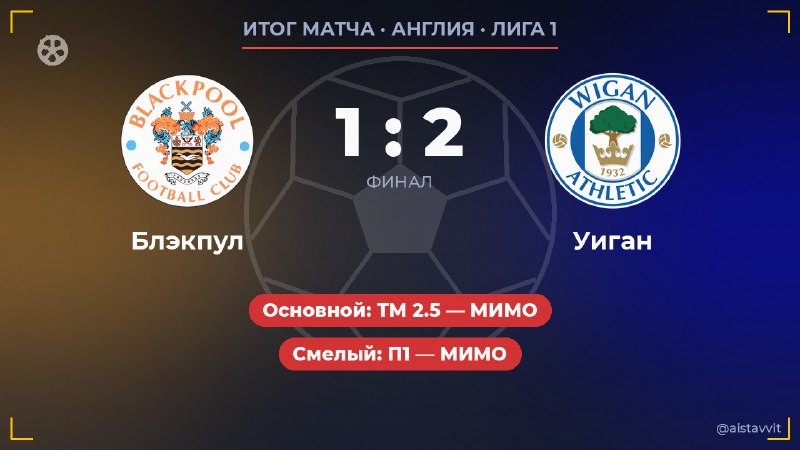 ИТОГ МАТЧА • АНГЛИЯ • ЛИГА 1
BLACKPOOL
FOOTBALL CLUB
1 : 2
ФИНАЛ
WIGAN
1932
ATHLETIC
Блэкпул
Уиган
Основной: ТМ 2.5 — МИМО
Смелый: П1 — МИМО
@aistavvit